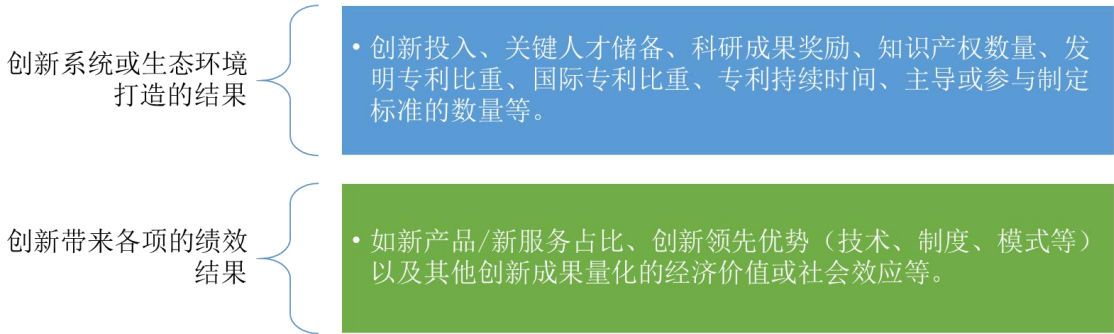 创新系统或生态环境
打造的结果
• 创新投入、关键人才储备、科研成果奖励、知识产权数量、发
明专利比重、国际专利比重、专利持续时间、主导或参与制定
标准的数量等。
创新带来各项的绩效
结果
• 如新产品/新服务占比、创新领先优势（技术、制度、模式等）
以及其他创新成果量化的经济价值或社会效应等。